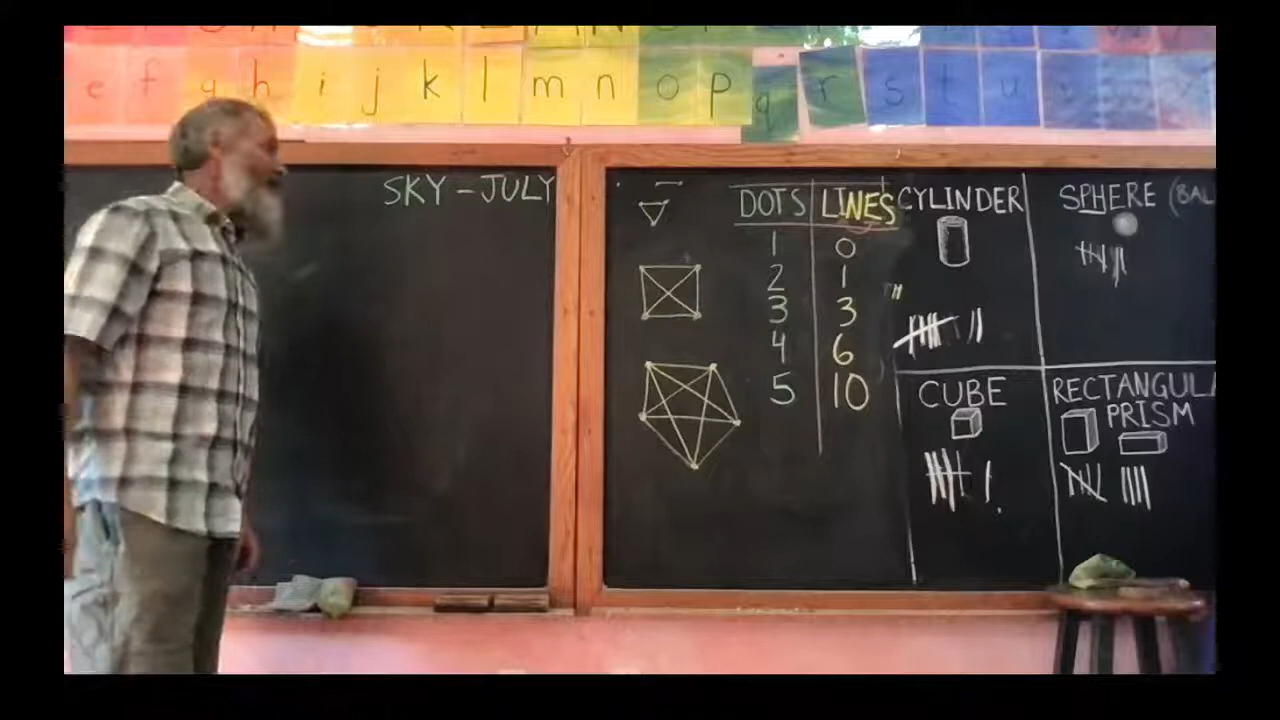 e f g h i j k l m n o p q r s t u
SKY - JULY
DOTS LINES
1 0
2 1
3 3
4 6
5 10
CYLINDER
SPHERE (BAL
CUBE
RECTANGULA
PRISM